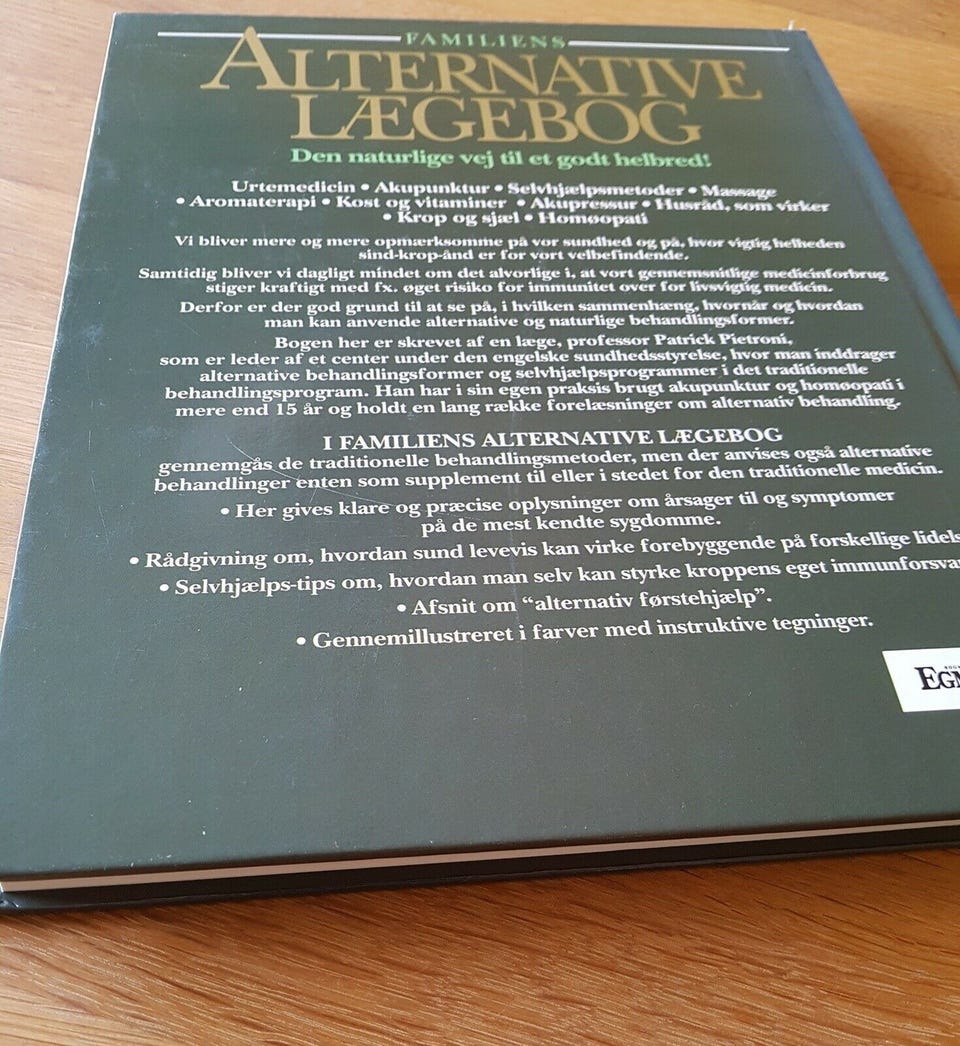 FAMILIENS
ALTERNATIVE
LÆGEBOG
Den naturlige vej til et godt helbred!
Urtemedicin • Akupunktur • Selvhjælpsmetoder • Massage
• Aromaterapi • Kost og vitaminer • Akupressur • Husråd, som virker
• Krop og sjæl • Homøopati
Vi bliver mere og mere opmærksomme på vor sundhed og på, hvor vigtig helheden
sind-krop-ånd er for vort velbefindende.
Samtidig bliver vi dagligt mindet om det alvorlige i, at vort gennemsnitlige medicinforbrug
stiger kraftigt med fx. øget risiko for immunitet over for livsvigtig medicin.
Derfor er der god grund til at se på, i hvilken sammenhæng, hvornår og hvordan
man kan anvende alternative og naturlige behandlingsformer.
Bogen her er skrevet af en læge, professor Patrick Pietroni,
som er leder af et center under den engelske sundhedsstyrelse, hvor man inddrager
alternative behandlingsformer og selvhjælpsprogrammer i det traditionelle
behandlingsprogram. Han har i sin egen praksis brugt akupunktur og homøopati i
mere end 15 år og holdt en lang række forelæsninger om alternativ behandling.
I FAMILIENS ALTERNATIVE LÆGEBOG
gennemgås de traditionelle behandlingsmetoder, men der anvises også alternative
behandlinger enten som supplement til eller i stedet for den traditionelle medicin.
• Her gives klare og præcise oplysninger om årsager til og symptomer
på de mest kendte sygdomme.
• Rådgivning om, hvordan sund levevis kan virke forebyggende på forskellige lidels
• Selvhjælps-tips om, hvordan man selv kan styrke kroppens eget immunforsva
• Afsnit om “alternativ førstehjælp”.
• Gennemillustreret i farver med instruktive tegninger.